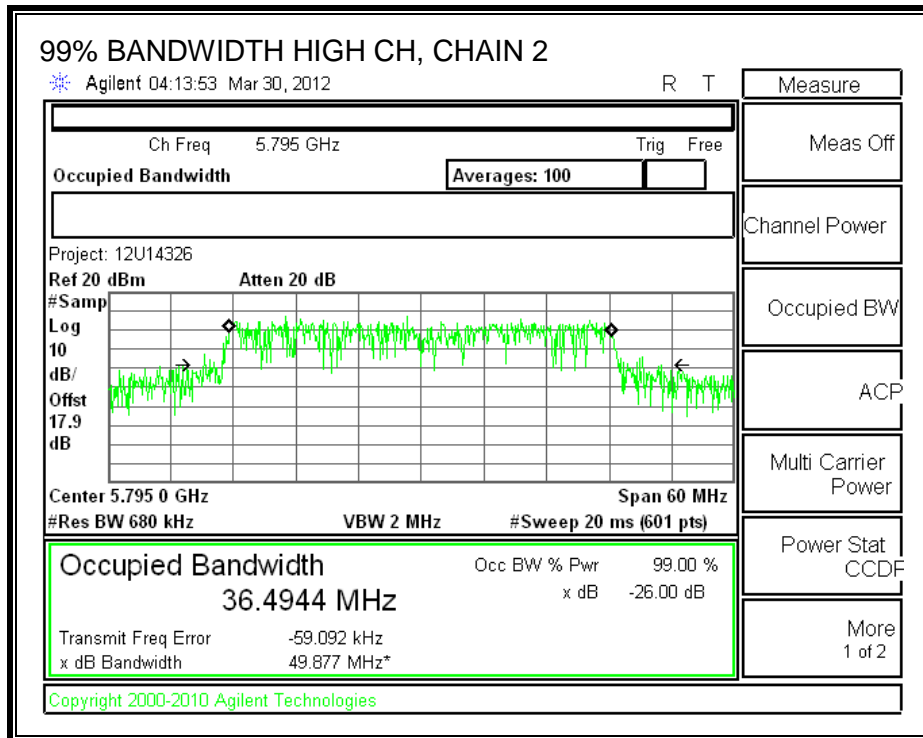 99% BANDWIDTH HIGH CH, CHAIN 2
Agilent 04:13:53 Mar 30, 2012 R T
Measure
Ch Freq 5.795 GHz Trig Free
Meas Off
Occupied Bandwidth Averages: 100
Channel Power
Project: 12U14326
Ref 20 dBm Atten 20 dB
#Samp
Log
10
dB/
Offst
17.9
dB
Occupied BW
ACP
Multi Carrier
Power
Center 5.795 0 GHz Span 60 MHz
#Res BW 680 kHz VBW 2 MHz #Sweep 20 ms (601 pts)
Power Stat
CCDF
Occupied Bandwidth Occ BW % Pwr 99.00 %
36.4944 MHz x dB -26.00 dB
Transmit Freq Error -59.092 kHz
x dB Bandwidth 49.877 MHz*
More
1 of 2
Copyright 2000-2010 Agilent Technologies